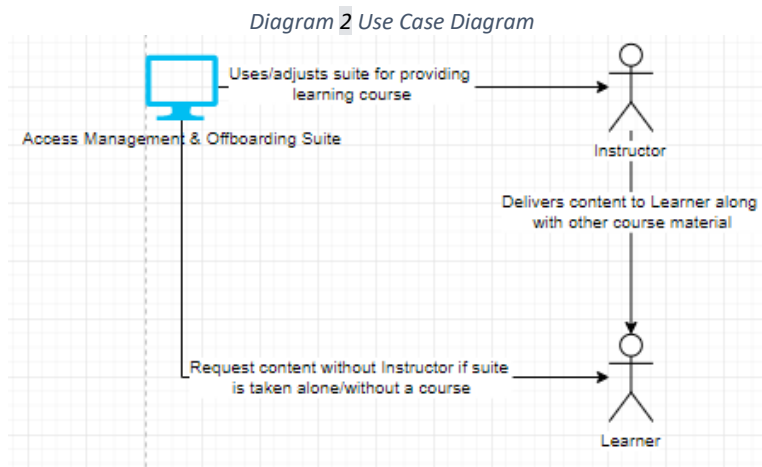 Diagram 2 Use Case Diagram
Uses/adjusts suite for providing
learning course
Access Management & Offboarding Suite
Instructor
Delivers content to Learner along
with other course material
Request content without Instructor if suite
is taken alone/without a course
Learner